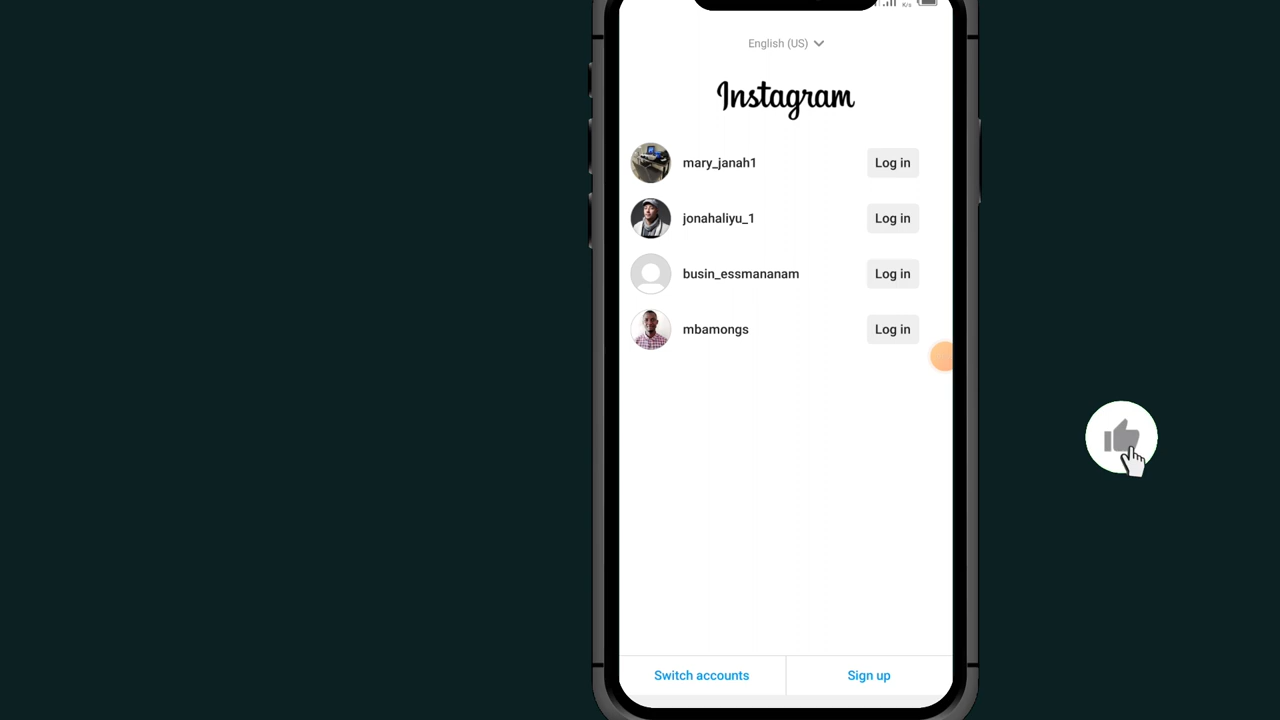 K/s
English (US)
Instagram
mary_janah1 Log in
jonahaliyu_1 Log in
busin_essmananam Log in
mbamongs Log in
Switch accounts Sign up